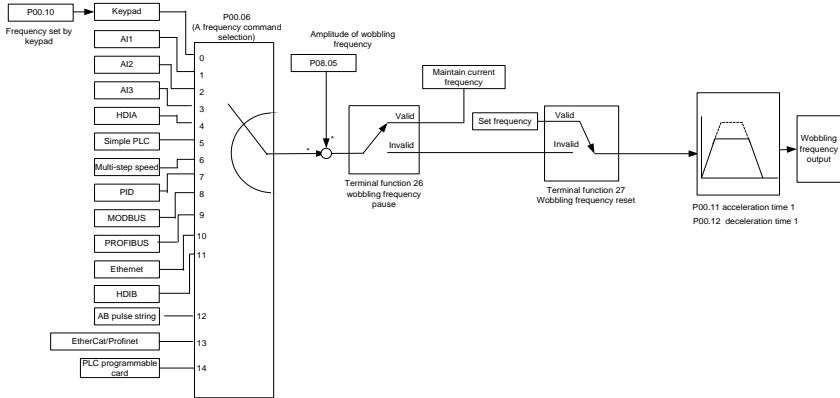 P00.10
Frequency set by
keypad
Keypad
AI1
AI2
AI3
HDIA
Simple PLC
Multi-step speed
PID
MODBUS
PROFIBUS
Ethernet
HDIB
AB pulse string
EtherCat/Profinet
PLC programmable
card
P00.06
(A frequency command
selection)
0
1
2
3
4
5
6
7
8
9
10
11
12
13
14
Amplitude of wobbling
frequency
P08.05
*
*
Maintain current
frequency
Valid
Invalid
Terminal function 26
wobbling frequency
pause
Set frequency
Valid
Invalid
Terminal function 27
Wobbling frequency reset
P00.11 acceleration time 1
P00.12 deceleration time 1
Wobbling
frequency
output